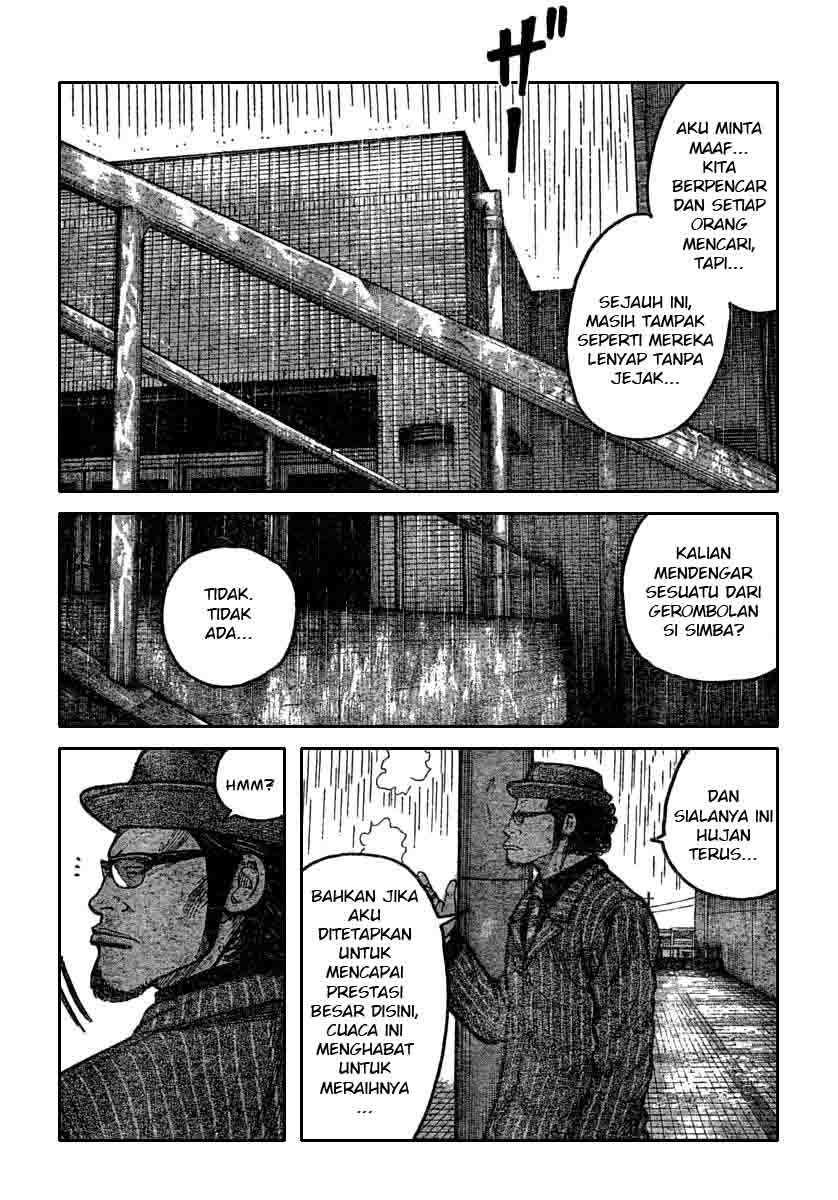 ザー
AKU MINTA
MAAF...
KITA
BERPENCAR
DAN SETIAP
ORANG
MENCARI,
TAPI...
SEJAUH INI,
MASIH TAMPAK
SEPERTI MEREKA
LENYAP TANPA
JEJAK...
KALIAN
MENDENGAR
SESUATU DARI
GEROMBOLAN
SI SIMBA?
TIDAK.
TIDAK
ADA...
DAN
SIALANYA INI
HUJAN
TERUS...
BAHKAN JIKA
AKU
DITETAPKAN
UNTUK
MENCAPAI
PRESTASI
BESAR DISINI,
CUACA INI
MENGHABAT
UNTUK
MERAIHNYA
...
HMM?